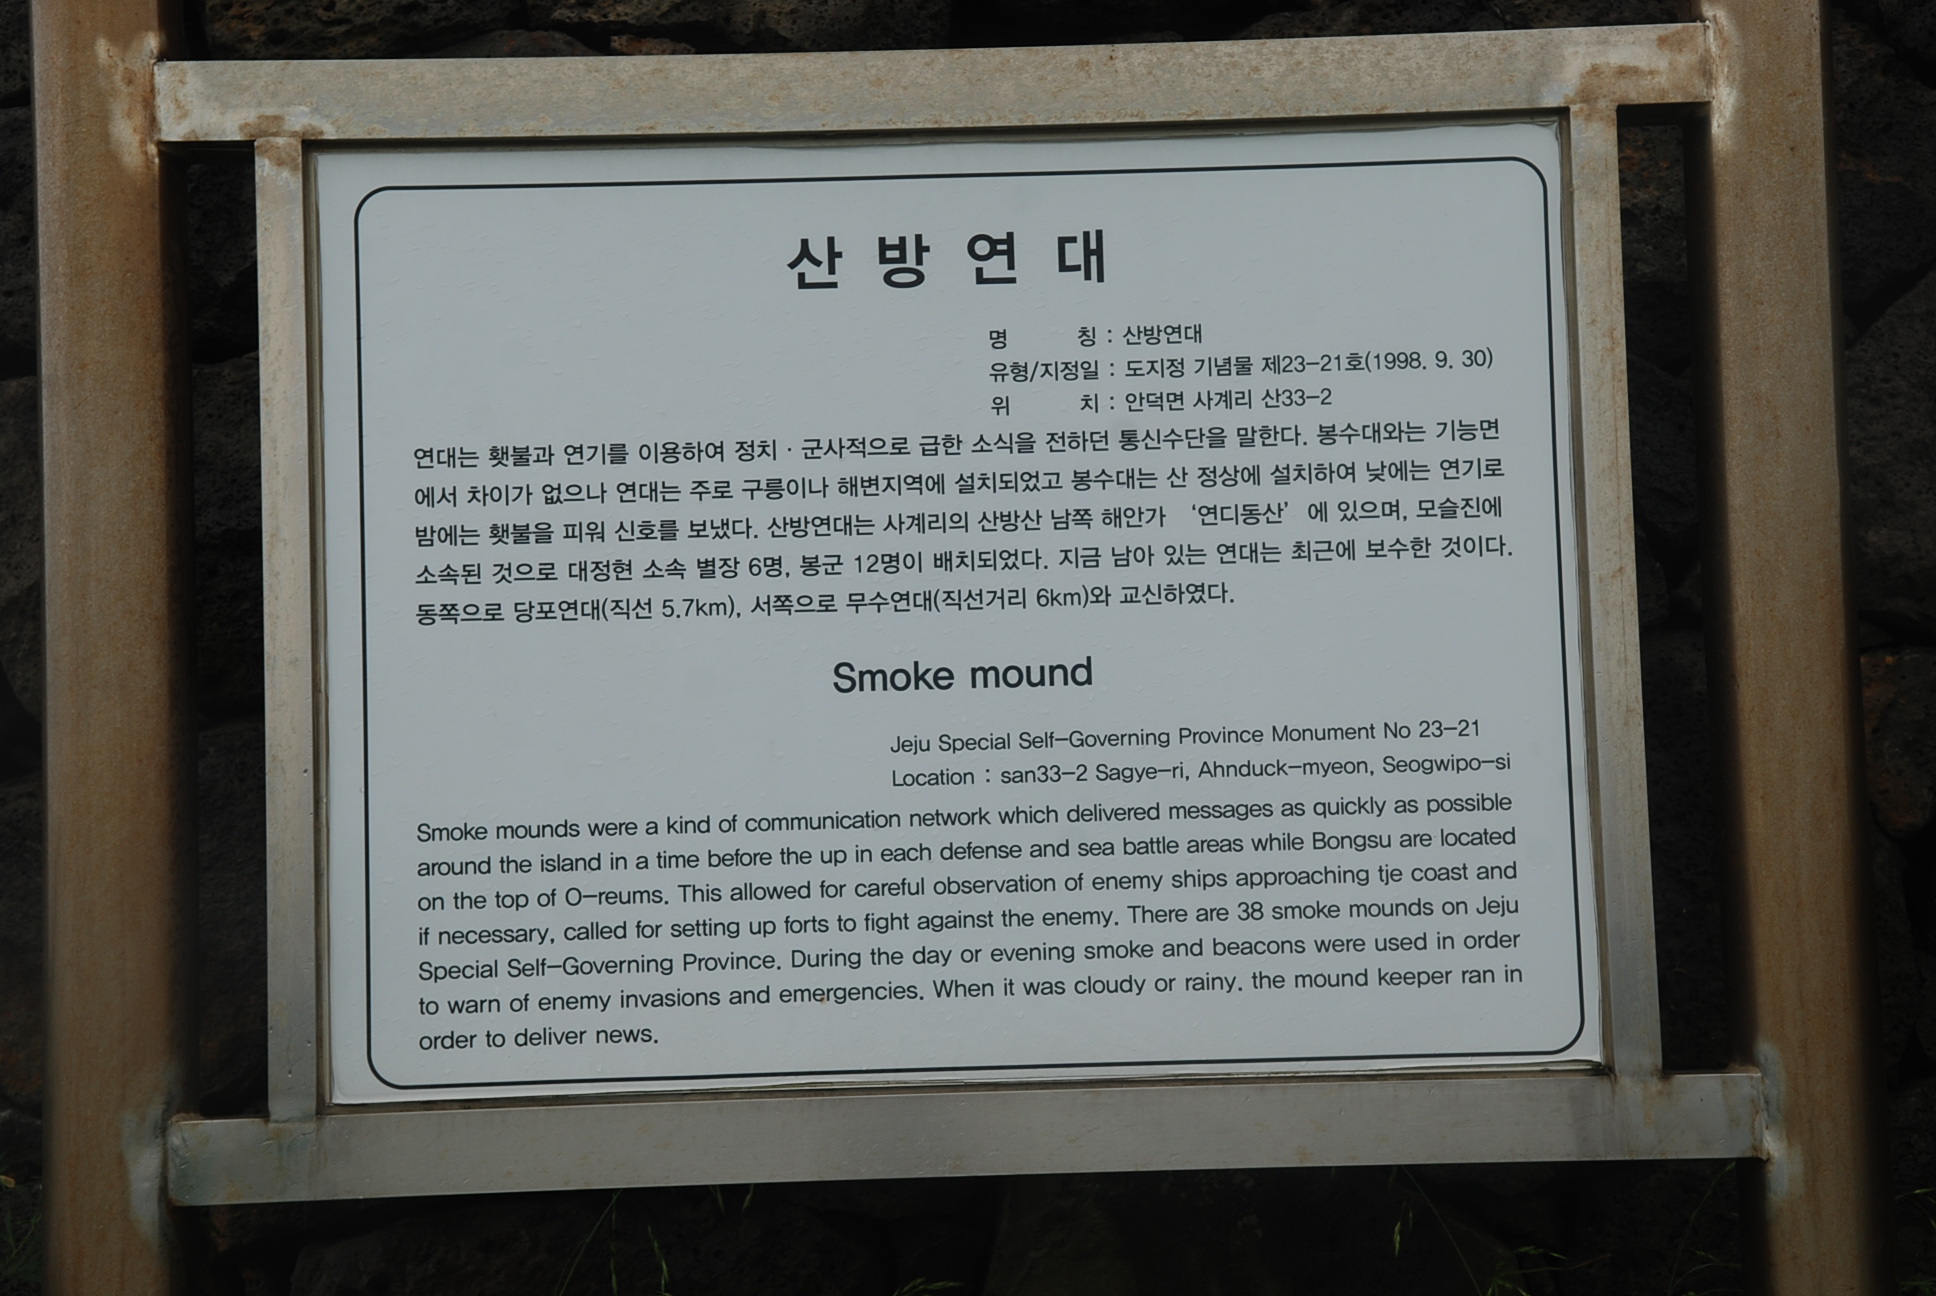 산방연대
명 칭 : 산방연대
유형/지정일 : 도지정 기념물 제23-21호(1998. 9. 30)
위 치 : 안덕면 사계리 산33-2
연대는 횃불과 연기를 이용하여 정치 · 군사적으로 급한 소식을 전하던 통신수단을 말한다. 봉수대와는 기능면
에서 차이가 없으나 연대는 주로 구릉이나 해변지역에 설치되었고 봉수대는 산 정상에 설치하여 낮에는 연기로
밤에는 횃불을 피워 신호를 보냈다. 산방연대는 사계리의 산방산 남쪽 해안가 ‘연디동산’에 있으며, 모슬진에
소속된 것으로 대정현 소속 별장 6명, 봉군 12명이 배치되었다. 지금 남아 있는 연대는 최근에 보수한 것이다.
동쪽으로 당포연대(직선 5.7km), 서쪽으로 무수연대(직선거리 6km)와 교신하였다.
Smoke mound
Jeju Special Self-Governing Province Monument No 23-21
Location : san33-2 Sagye-ri, Ahnduck-myeon, Seogwipo-si
Smoke mounds were a kind of communication network which delivered messages as quickly as possible
around the island in a time before the up in each defense and sea battle areas while Bongsu are located
on the top of O-reums. This allowed for careful observation of enemy ships approaching tje coast and
if necessary, called for setting up forts to fight against the enemy. There are 38 smoke mounds on Jeju
Special Self-Governing Province. During the day or evening smoke and beacons were used in order
to warn of enemy invasions and emergencies. When it was cloudy or rainy. the mound keeper ran in
order to deliver news.